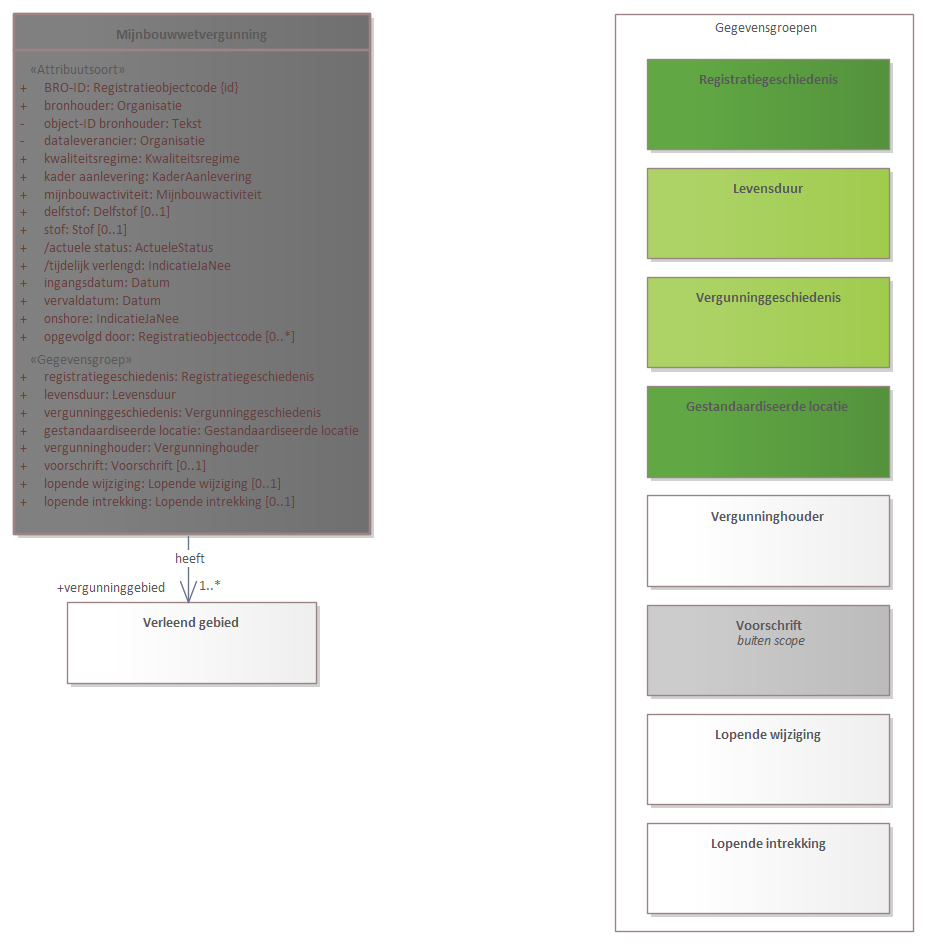 Mijnbouwwetvergunning
«Attribuutsoort»
+ BRO-ID: Registratieobjectcode {id}
+ bronhouder: Organisatie
- object-ID bronhouder: Tekst
- dataleverancier: Organisatie
+ kwaliteitsregime: Kwaliteitsregime
+ kader aanlevering: KaderAanlevering
+ mijnbouwactiviteit: Mijnbouwactiviteit
+ delfstof: Delfstof [0..1]
+ stof: Stof [0..1]
+ /actuele status: ActueleStatus
+ /tijdelijk verlengd: IndicatieJaNee
+ ingangsdatum: Datum
+ vervaldatum: Datum
+ onshore: IndicatieJaNee
+ opgevolgd door: Registratieobjectcode [0..*]
«Gegevensgroep»
+ registratiegeschiedenis: Registratiegeschiedenis
+ levensduur: Levensduur
+ vergunninggeschiedenis: Vergunninggeschiedenis
+ gestandaardiseerde locatie: Gestandaardiseerde locatie
+ vergunninghouder: Vergunninghouder
+ voorschrift: Voorschrift [0..1]
+ lopende wijziging: Lopende wijziging [0..1]
+ lopende intrekking: Lopende intrekking [0..1]
heeft
+vergunninggebied 1..*
Verleend gebied
Gegevensgroepen
Registratiegeschiedenis
Levensduur
Vergunninggeschiedenis
Gestandaardiseerde locatie
Vergunninghouder
Voorschrift
buiten scope
Lopende wijziging
Lopende intrekking